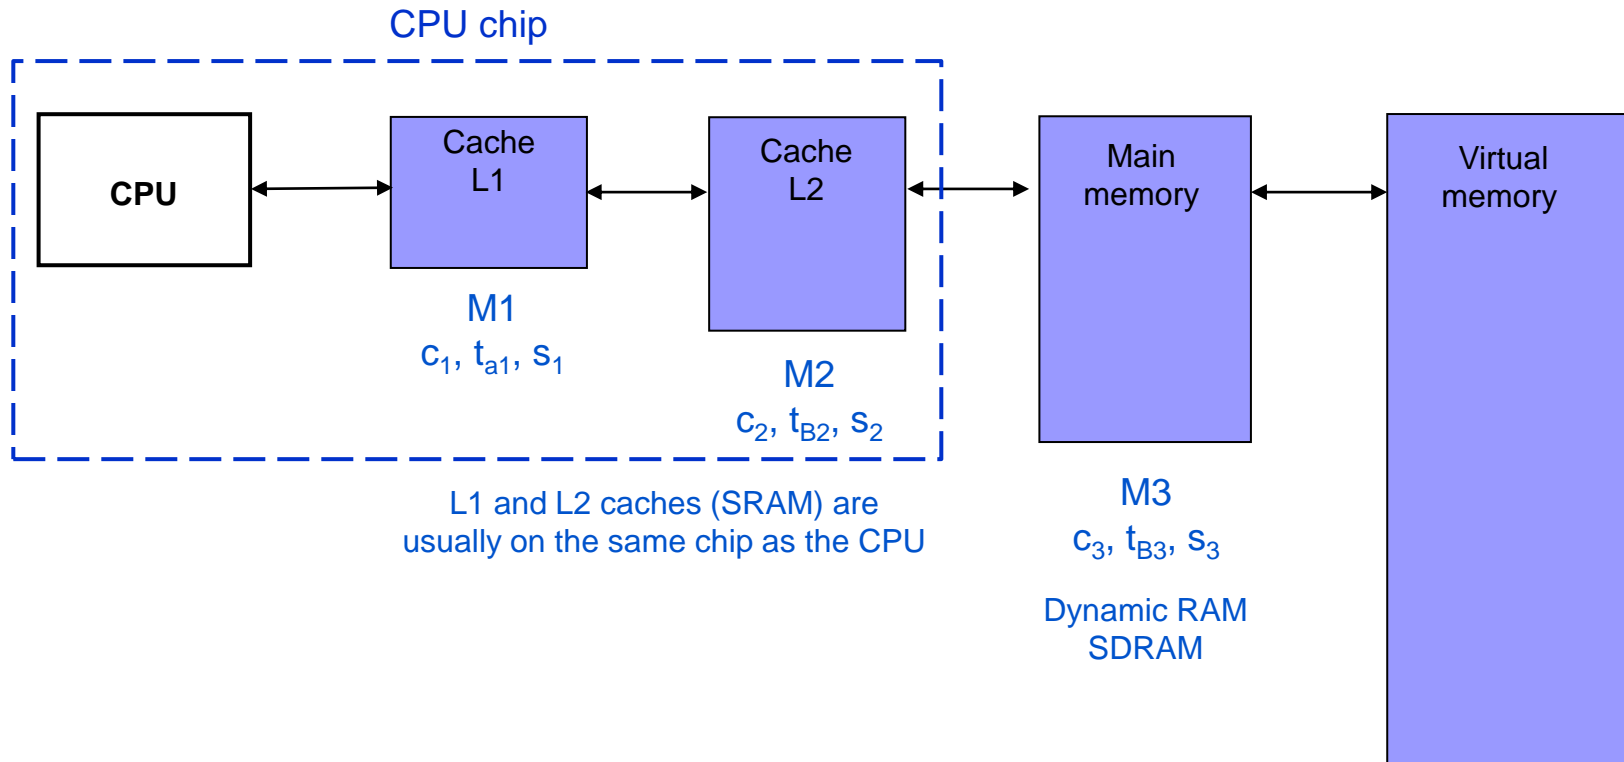 CPU chip
CPU
Cache
L1
Cache
L2
Main
memory
Virtual
memory
M1
c₁, tₐ₁, s₁
M2
c₂, t_B2, s₂
L1 and L2 caches (SRAM) are
usually on the same chip as the CPU
M3
c₃, t_B3, s₃
Dynamic RAM
SDRAM